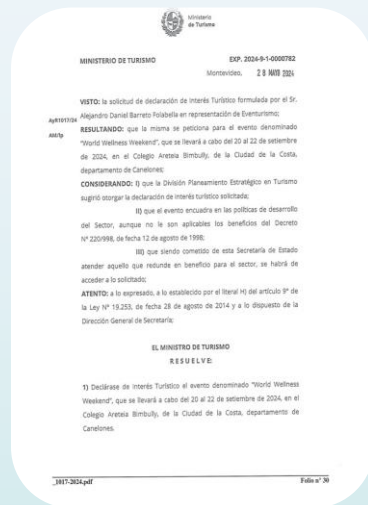 Ministerio
de Turismo
MINISTERIO DE TURISMO
EXP. 2024-9-1-0000782
Montevideo, 28 MAYO 2024
VISTO: la solicitud de declaración de Interés Turístico formulada por el Sr.
AyR1017/24
Alejandro Daniel Barreto Folabella en representación de Eventurismo;
AM/lp
RESULTANDO: que la misma se peticiona para el evento denominado
"World Wellness Weekend", que se llevará a cabo del 20 al 22 de setiembre
de 2024, en el Colegio Areteia Bimbully, de la Ciudad de la Costa,
departamento de Canelones;
CONSIDERANDO: I) que la División Planeamiento Estratégico en Turismo
sugirió otorgar la declaración de interés turístico solicitada;
II) que el evento encuadra en las políticas de desarrollo
del Sector, aunque no le son aplicables los beneficios del Decreto
N° 220/998, de fecha 12 de agosto de 1998;
III) que siendo cometido de esta Secretaría de Estado
atender aquello que redunde en beneficio para el sector, se habrá de
acceder a lo solicitado;
ATENTO: a lo expresado, a lo establecido por el literal H) del artículo 9° de
la Ley N° 19.253, de fecha 28 de agosto de 2014 y a lo dispuesto de la
Dirección General de Secretaría;
EL MINISTRO DE TURISMO
RESUELVE:
1) Declárase de Interés Turístico el evento denominado "World Wellness
Weekend", que se llevará a cabo del 20 al 22 de setiembre de 2024, en el
Colegio Areteia Bimbully, de la Ciudad de la Costa, departamento de
Canelones.
_1017-2024.pdf
Folio n° 30